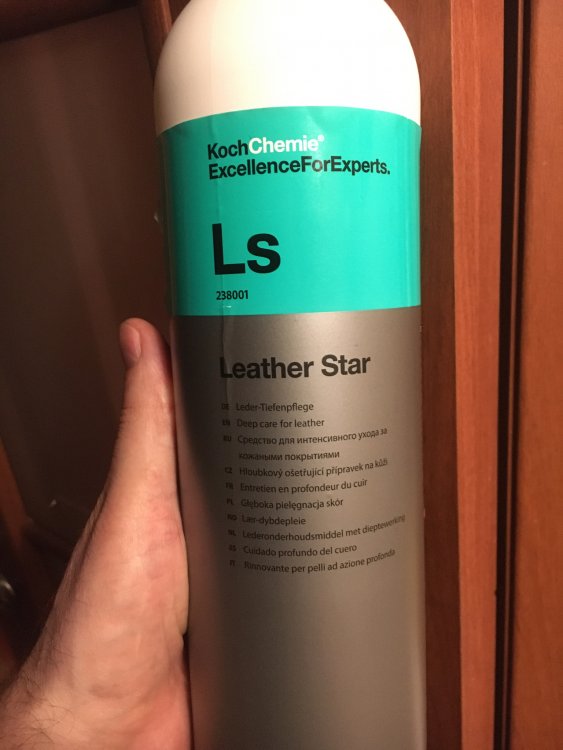 KochChemie®
ExcellenceForExperts.
Ls
238001
Leather Star
DE Leder-Tiefenpflege
EN Deep care for leather
RU Средство для интенсивного ухода за
кожаными покрытиями
CZ Hloubkový ošetřující přípravek na kůži
FR Entretien en profondeur du cuir
PL Głęboka pielęgnacja skór
NO Lær-dybdepleie
NL Lederonderhoudsmiddel met dieptewerking
ES Cuidado profundo del cuero
IT Rinnovante per pelli ad azione profonda